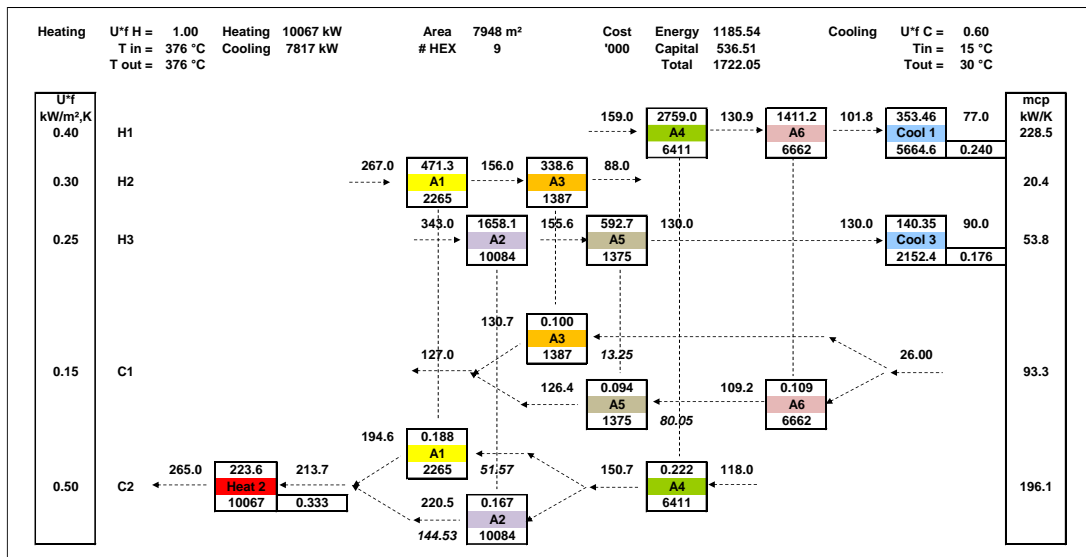 Heating U*f H = 1.00 Heating 10067 kW Area 7948 m² Cost Energy 1185.54 Cooling U*f C = 0.60
T in = 376 °C Cooling 7817 kW # HEX 9 '000 Capital 536.51 Tin = 15 °C
T out = 376 °C Total 1722.05 Tout = 30 °C
U*f mcp
kW/m²,K kW/K
159.0 2759.0 130.9 1411.2 101.8 353.46 77.0
0.40 H1 A4 A6 Cool 1 228.5
6411 6662 5664.6 0.240
267.0 471.3 156.0 338.6 88.0
0.30 H2 A1 A3 20.4
2265 1387
343.0 1658.1 155.6 592.7 130.0 130.0 140.35 90.0
0.25 H3 A2 A5 Cool 3 53.8
10084 1375 2152.4 0.176
130.7 0.100
A3
127.0 1387 13.25 26.00
0.15 C1 93.3
126.4 0.094 109.2 0.109
A5 A6
1375 80.05 6662
194.6 0.188
A1
265.0 223.6 213.7 2265 51.57 150.7 0.222 118.0
0.50 C2 Heat 2 A4 196.1
10067 0.333 220.5 0.167 6411
A2
144.53 10084